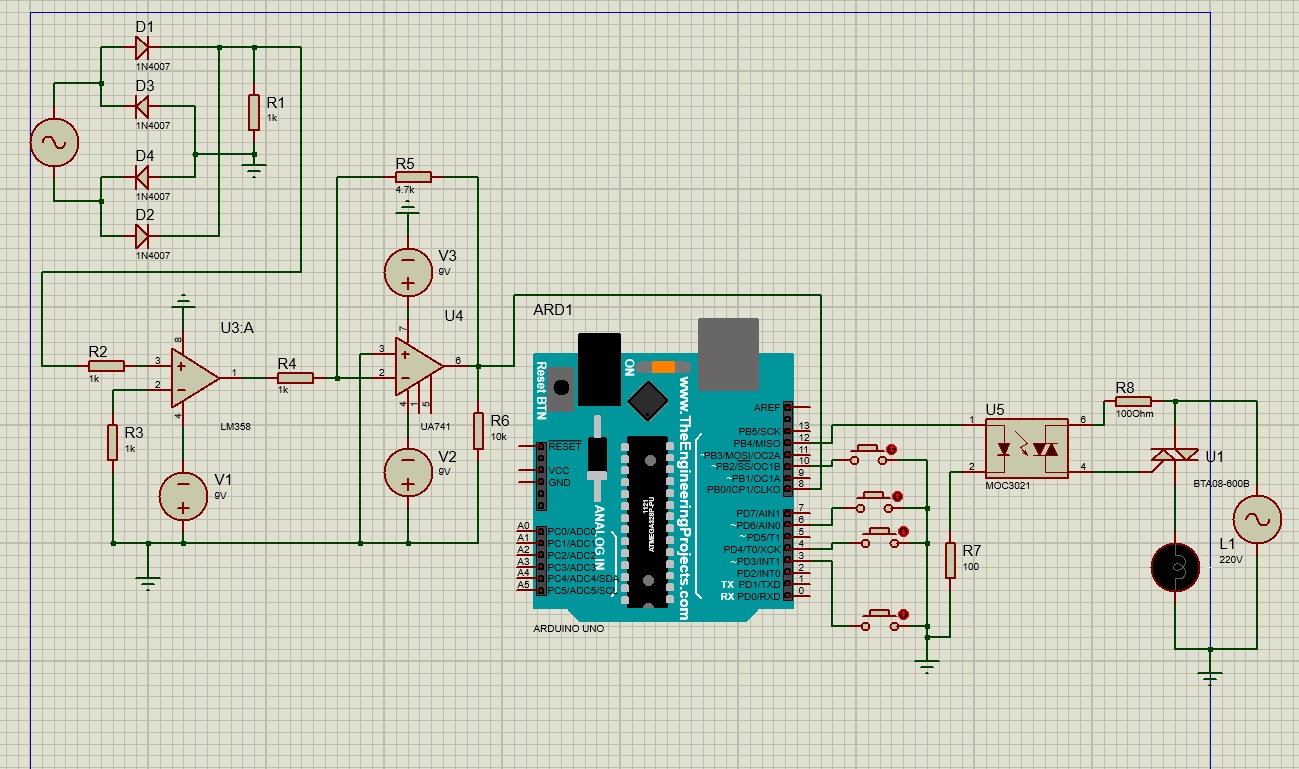 D1
1N4007
D3
1N4007
R1
1k
D4
1N4007
D2
1N4007
R5
4.7k
V3
9V
U3:A
U4
ARD1
R2
1k
3
2
8
1
4
LM358
R4
1k
3
2
7
6
4
1
5
UA741
R3
1k
V1
9V
V2
9V
R6
10k
Reset BTN
ON
www.TheEngineeringProjects.com
ANALOG IN
1121
ATMEGA328P-PU
RESET
VCC
GND
A0 PC0/ADC0
A1 PC1/ADC1
A2 PC2/ADC2
A3 PC3/ADC3
A4 PC4/ADC4/SDA
A5 PC5/ADC5/SCL
AREF
PB5/SCK 13
PB4/MISO 12
~PB3/MOSI/OC2A 11
~PB2/SS/OC1B 10
~PB1/OC1A 9
PB0/ICP1/CLKO 8
PD7/AIN1 7
~PD6/AIN0 6
~PD5/T1 5
PD4/T0/XCK 4
~PD3/INT1 3
PD2/INT0 2
TX PD1/TXD 1
RX PD0/RXD 0
ARDUINO UNO
U5
1
2
6
4
MOC3021
R7
100
R8
100Ohm
U1
BTA08-600B
L1
220V